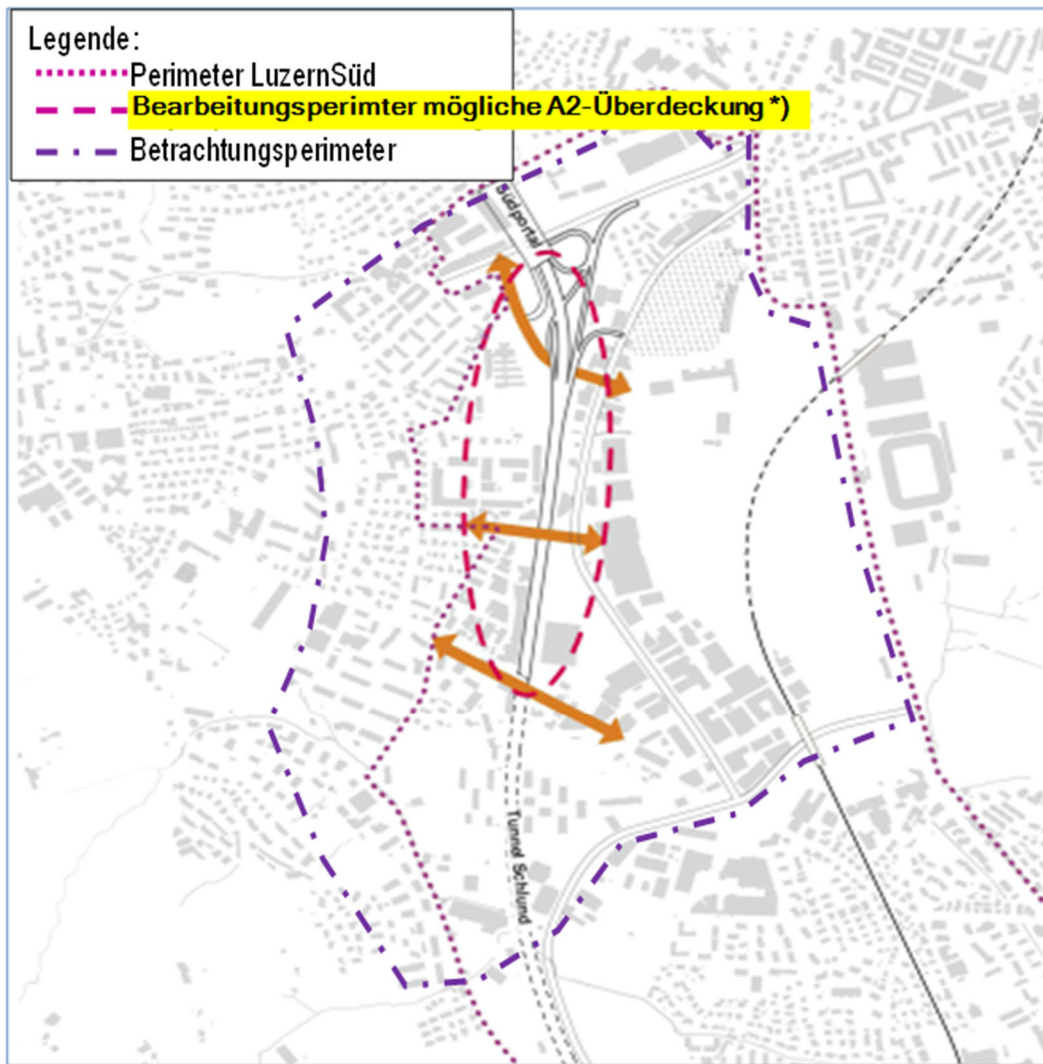 Legende:
Perimeter LuzernSüd
Bearbeitungsperimter mögliche A2-Überdeckung *)
Betrachtungsperimeter
Südportal
Tunnel Schlund